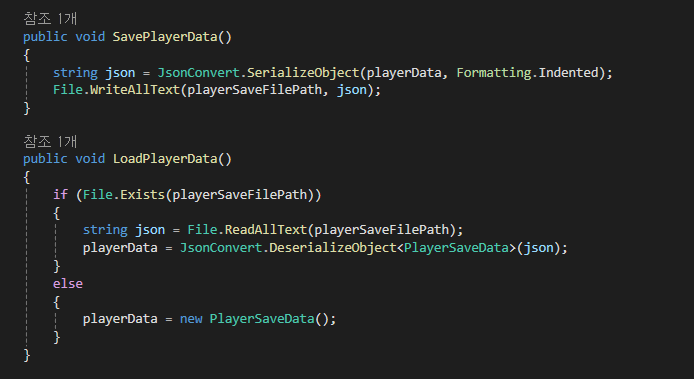 참조 1개
public void SavePlayerData()
{
string json = JsonConvert.SerializeObject(playerData, Formatting.Indented);
File.WriteAllText(playerSaveFilePath, json);
}
참조 1개
public void LoadPlayerData()
{
if (File.Exists(playerSaveFilePath))
{
string json = File.ReadAllText(playerSaveFilePath);
playerData = JsonConvert.DeserializeObject<PlayerSaveData>(json);
}
else
{
playerData = new PlayerSaveData();
}
}